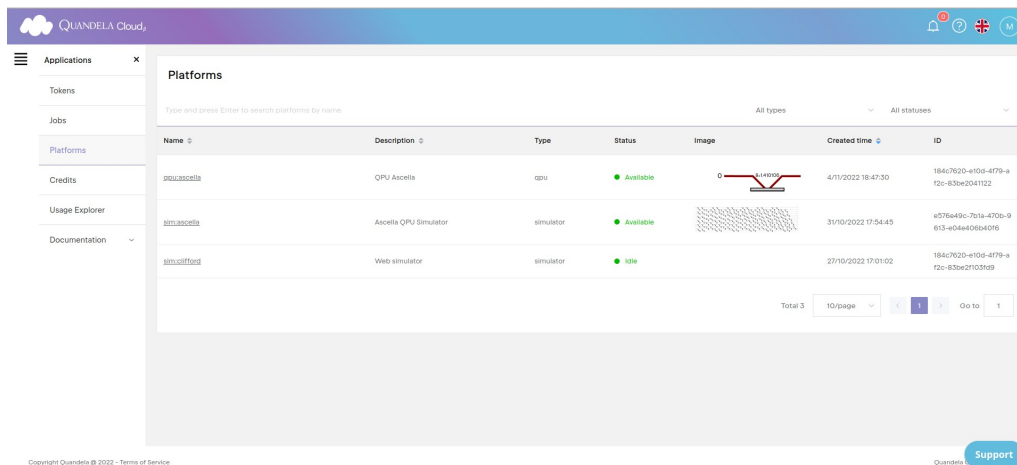 QUANDELA Cloud
0
?
M
Applications ×
Platforms
Tokens
Type and press Enter to search platforms by name All types All statuses
Jobs
Name Description Type Status Image Created time ID
Platforms
qpu:ascella QPU Ascella qpu Available 0 4/11/2022 18:47:30 184c7620-e10d-4f79-a
f2c-83be2041122
Credits
Usage Explorer
sim:ascella Ascella QPU Simulator simulator Available 31/10/2022 17:54:45 e576e49c-7b1a-470b-9
613-e04e406b40f6
Documentation
sim:clifford Web simulator simulator Idle 27/10/2022 17:01:02 184c7620-e10d-4f79-a
f2c-83be2f103fd9
Total 3 10/page < 1 > Go to 1
Support
Copyright Quandela @ 2022 - Terms of Service Quandela